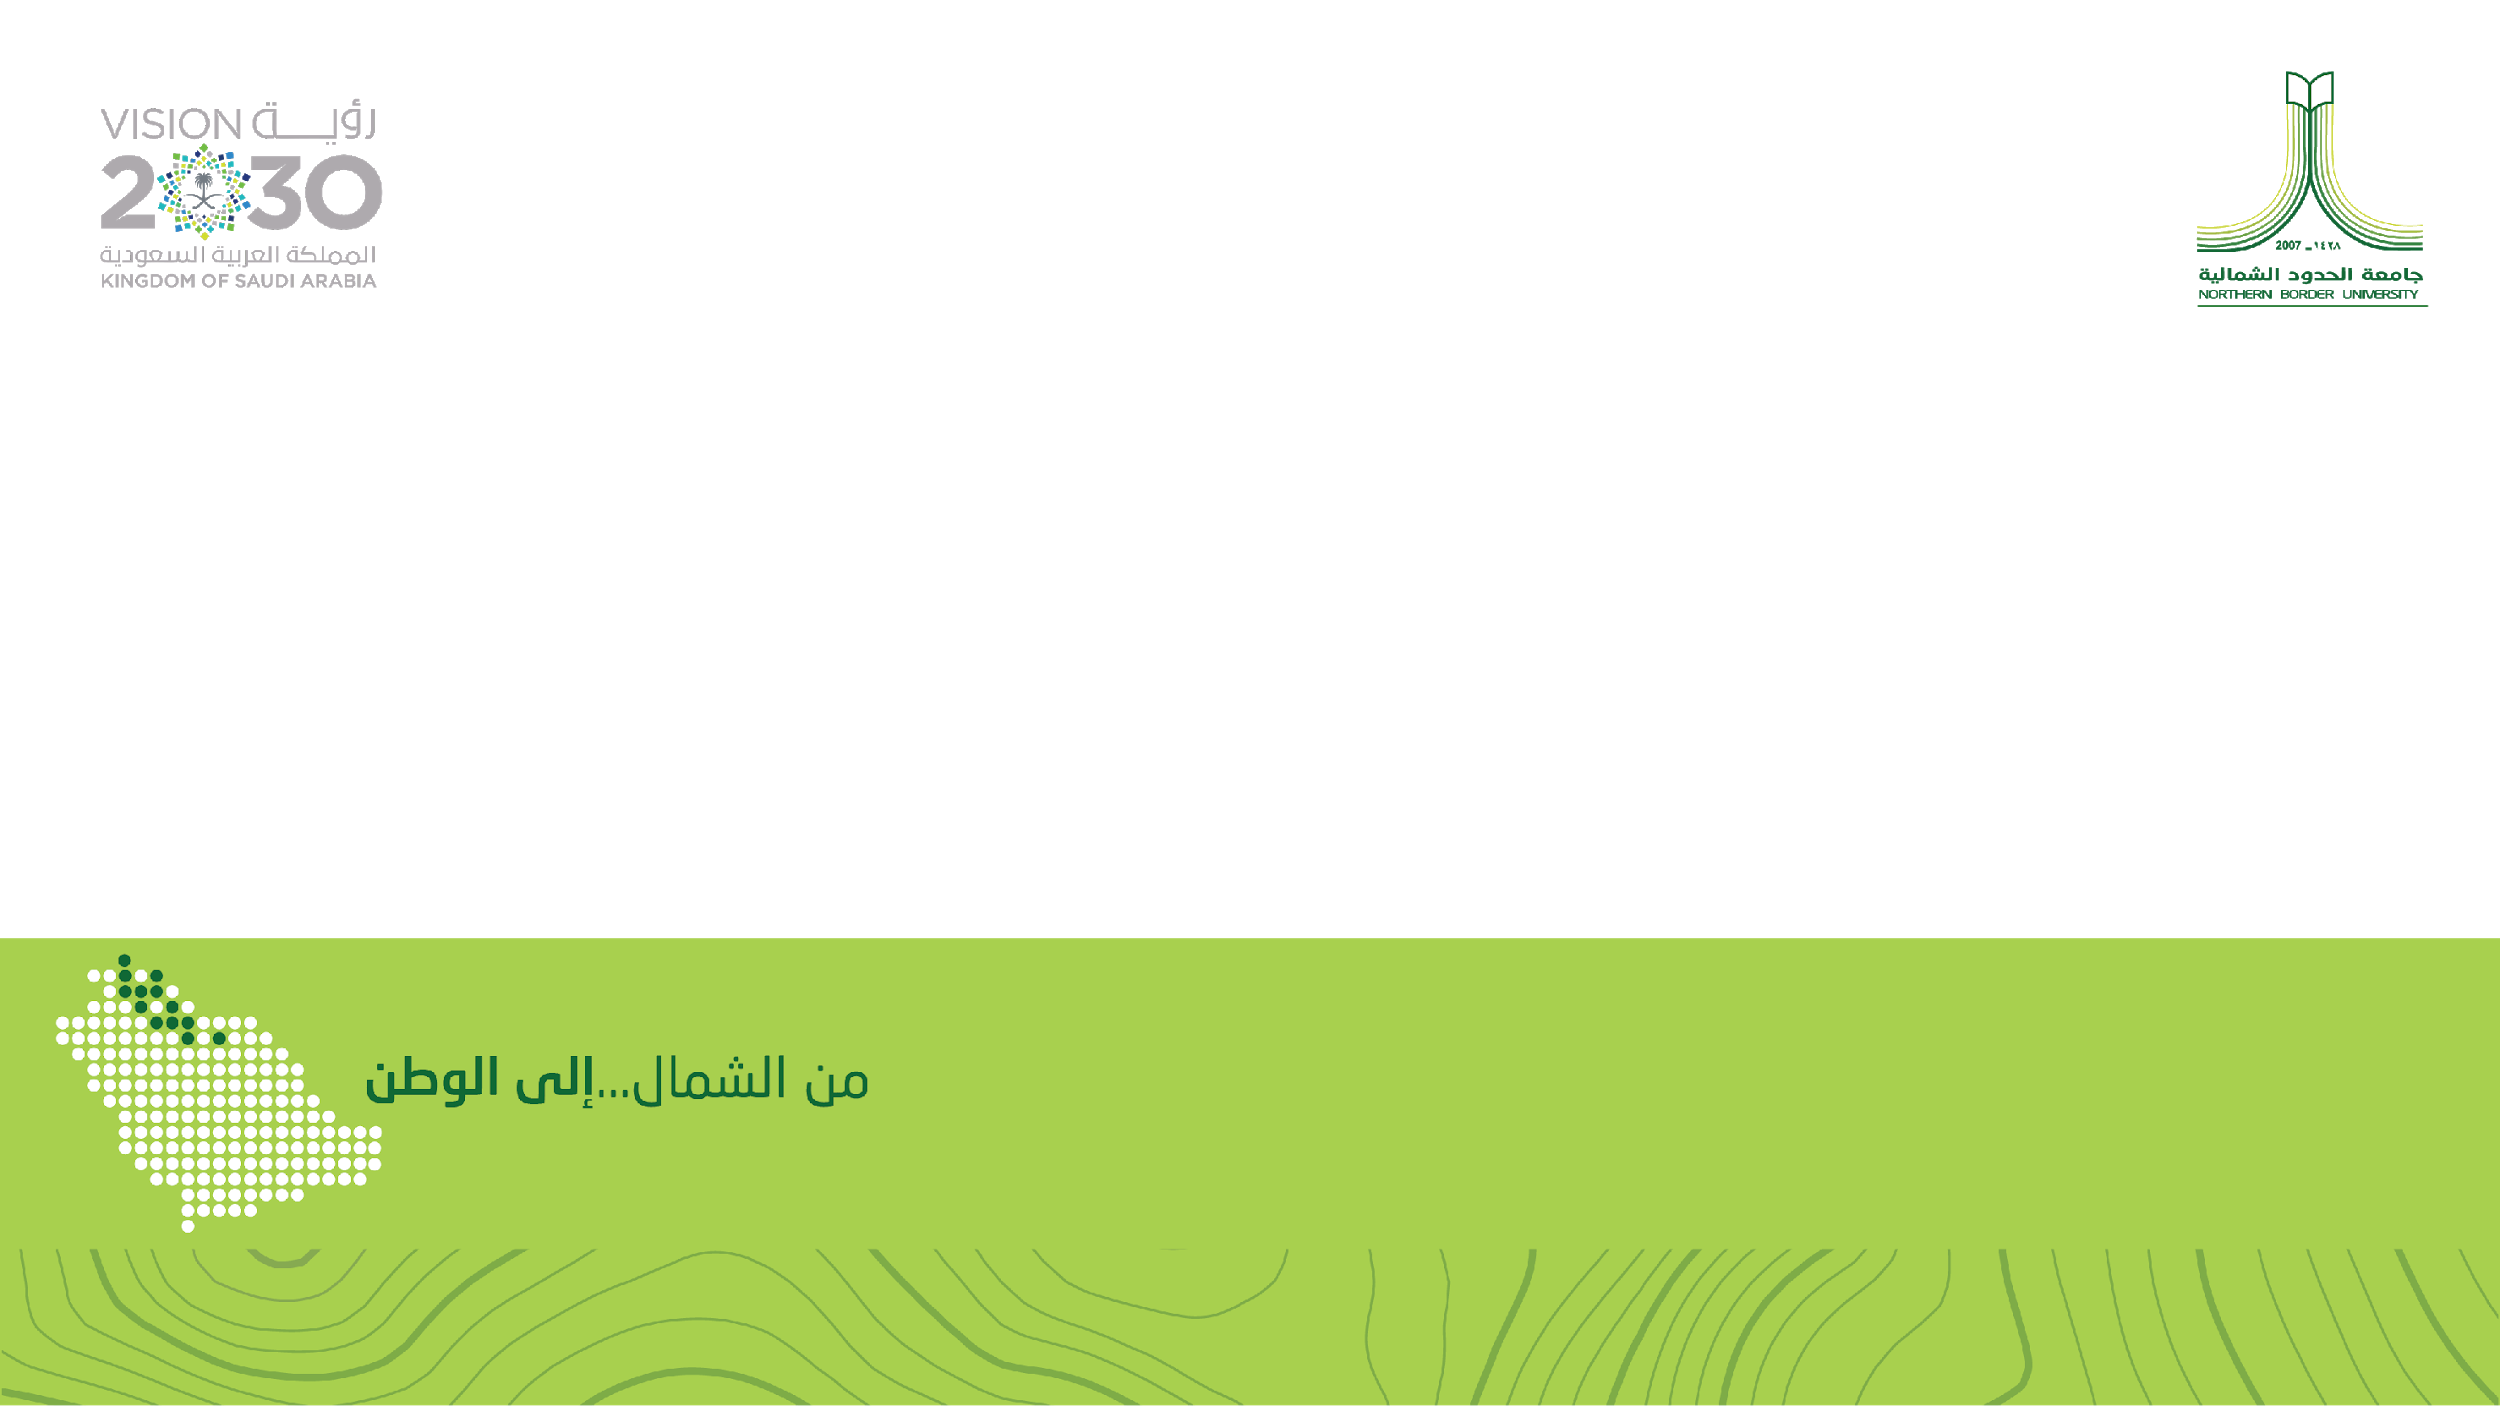 VISION رؤيـــة
2030
المملكة العربية السعودية
KINGDOM OF SAUDI ARABIA
2007 _ ١٤٢٨
جامعة الحدود الشمالية
NORTHERN BORDER UNIVERSITY
من الشمال...إلى الوطن